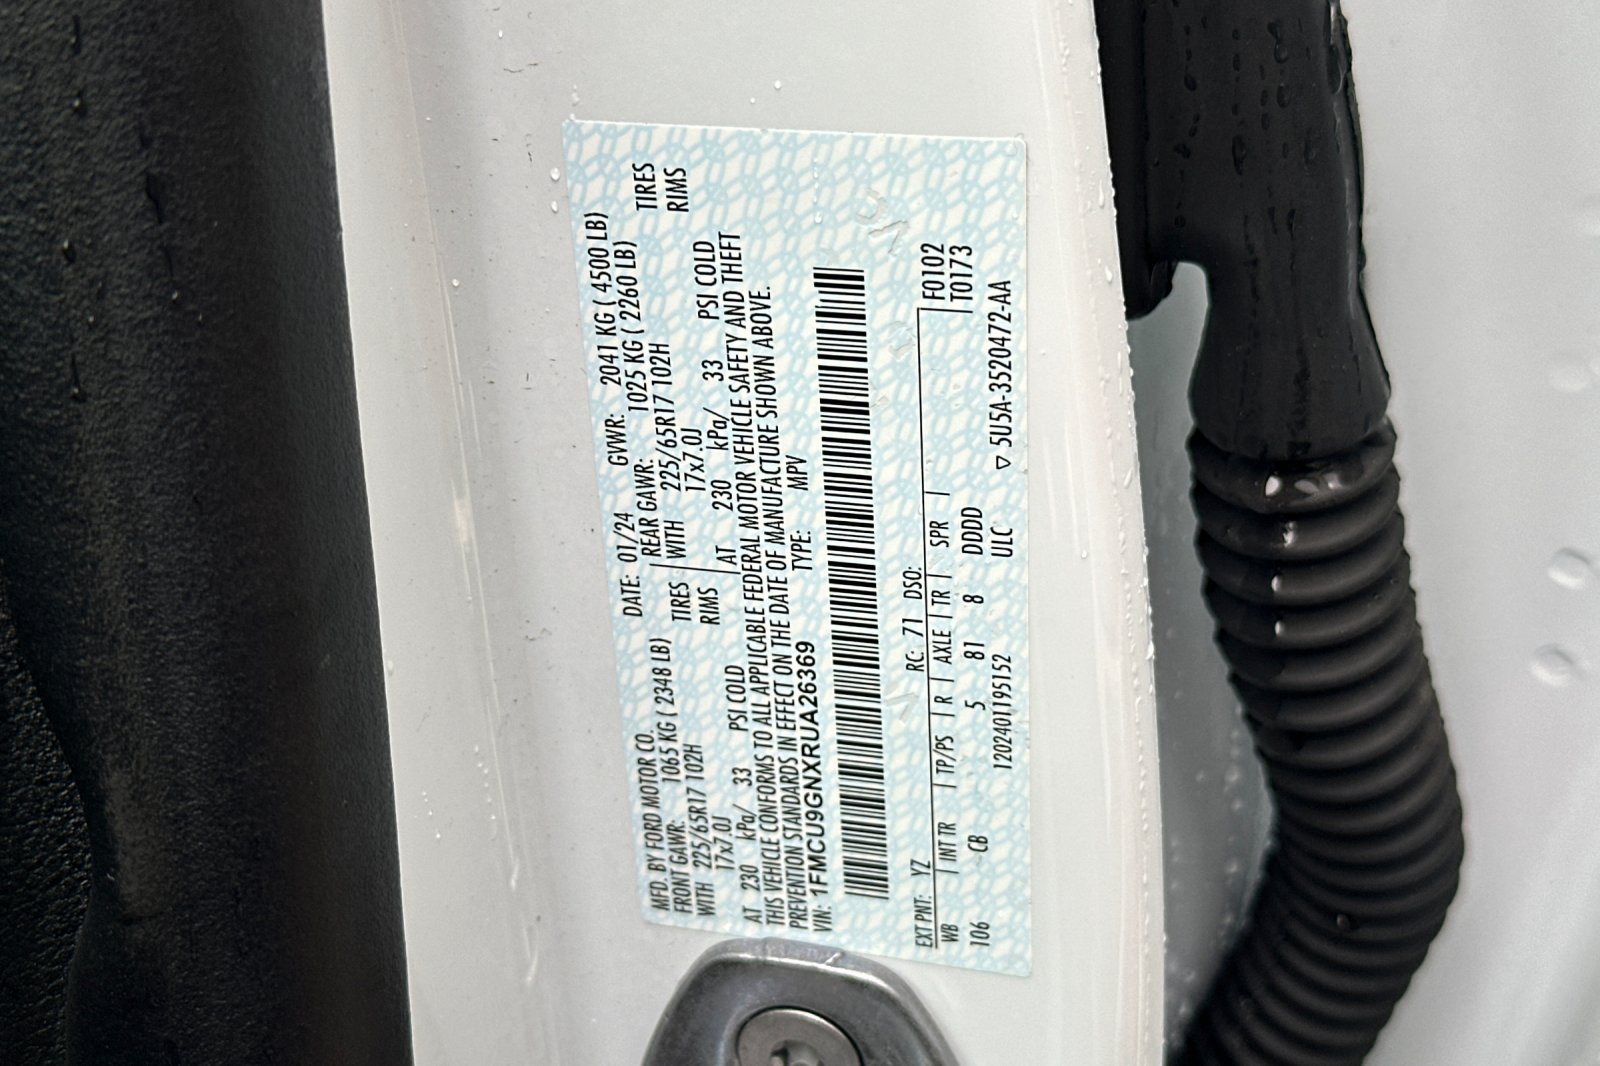 MFD. BY FORD MOTOR CO.
DATE: 01/24 GVWR: 2041 KG ( 4500 LB)
FRONT GAWR: 1065 KG ( 2348 LB) REAR GAWR: 1025 KG ( 2260 LB)
WITH 225/65R17 102H TIRES WITH 225/65R17 102H TIRES
17x7.0J RIMS 17x7.0J RIMS
AT 230 kPa/ 33 PSI COLD AT 230 kPa/ 33 PSI COLD
THIS VEHICLE CONFORMS TO ALL APPLICABLE FEDERAL MOTOR VEHICLE SAFETY AND THEFT
PREVENTION STANDARDS IN EFFECT ON THE DATE OF MANUFACTURE SHOWN ABOVE.
VIN: 1FMCU9GNXRUA26369 TYPE: MPV
EXT PNT: YZ RC: 71 DSO: F0102
WB | INT TR | TP/PS | R | AXLE | TR | SPR | T0173
106 CB 5 81 8 DDDD
1202401195152 ULC ▽ 5U5A-3520472-AA